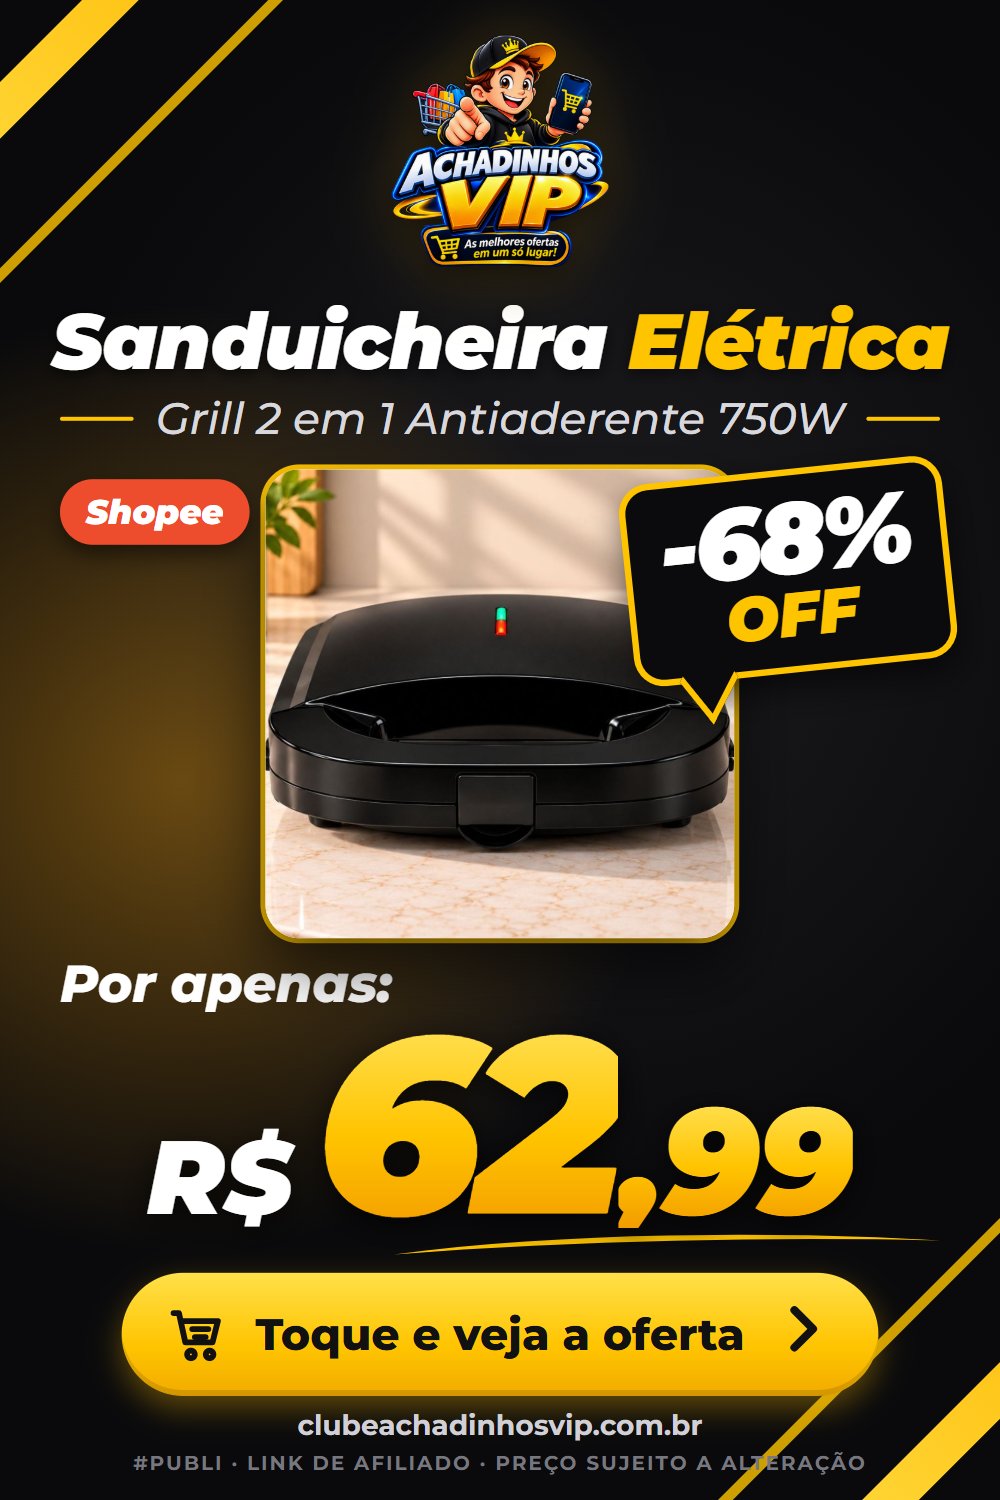 ACHADINHOS
VIP
As melhores ofertas
em um só lugar!
Sanduicheira Elétrica
Grill 2 em 1 Antiaderente 750W
Shopee
-68%
OFF
Por apenas:
R$ 62,99
Toque e veja a oferta
clubeachadinhosvip.com.br
#PUBLI · LINK DE AFILIADO · PREÇO SUJEITO A ALTERAÇÃO